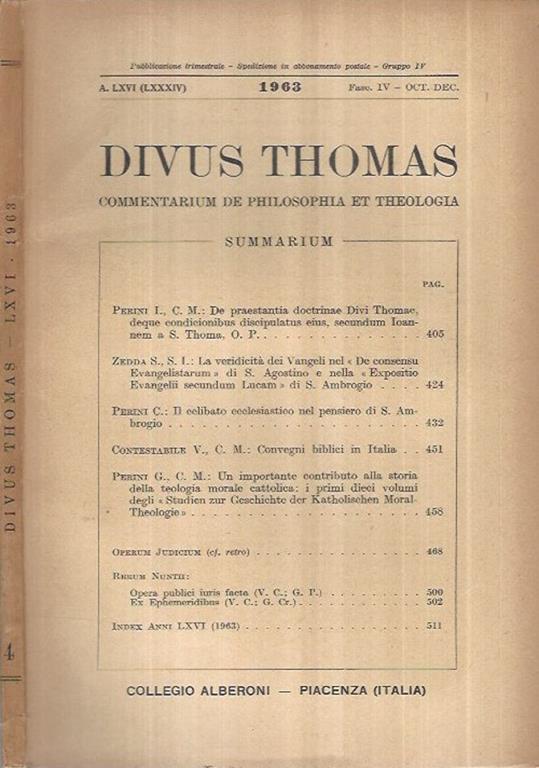 Pubblicazione trimestrale – Spedizione in abbonamento postale – Gruppo IV
A. LXVI (LXXXIV) 1963 Fasc. IV – OCT. DEC.
DIVUS THOMAS
COMMENTARIUM DE PHILOSOPHIA ET THEOLOGIA
SUMMARIUM
PAG.
PERINI I., C. M.: De praestantia doctrinae Divi Thomae,
deque condicionibus discipulatus eius, secundum Ioan-
nem a S. Thoma, O. P. . . . . . . . . . . . . . . . 405
ZEDDA S., S. I.: La veridicità dei Vangeli nel « De consensu
Evangelistarum » di S. Agostino e nella « Expositio
Evangelii secundum Lucam » di S. Ambrogio . . . . 424
PERINI C.: Il celibato ecclesiastico nel pensiero di S. Am-
brogio . . . . . . . . . . . . . . . . . . . . . . . 432
CONTESTABILE V., C. M.: Convegni biblici in Italia . . 451
PERINI G., C. M.: Un importante contributo alla storia
della teologia morale cattolica: i primi dieci volumi
degli « Studien zur Geschichte der Katholischen Moral-
Theologie » . . . . . . . . . . . . . . . . . . . . . 458
OPERUM JUDICIUM (cf. retro) . . . . . . . . . . . . . . 468
RERUM NUNTII:
Opera publici iuris facta (V. C.; G. P.) . . . . . . . . . 500
Ex Ephemeridibus (V. C.; G. Cr.) . . . . . . . . . . . . 502
INDEX ANNI LXVI (1963) . . . . . . . . . . . . . . . 511
COLLEGIO ALBERONI — PIACENZA (ITALIA)
DIVUS THOMAS – LXVI · 1963
4